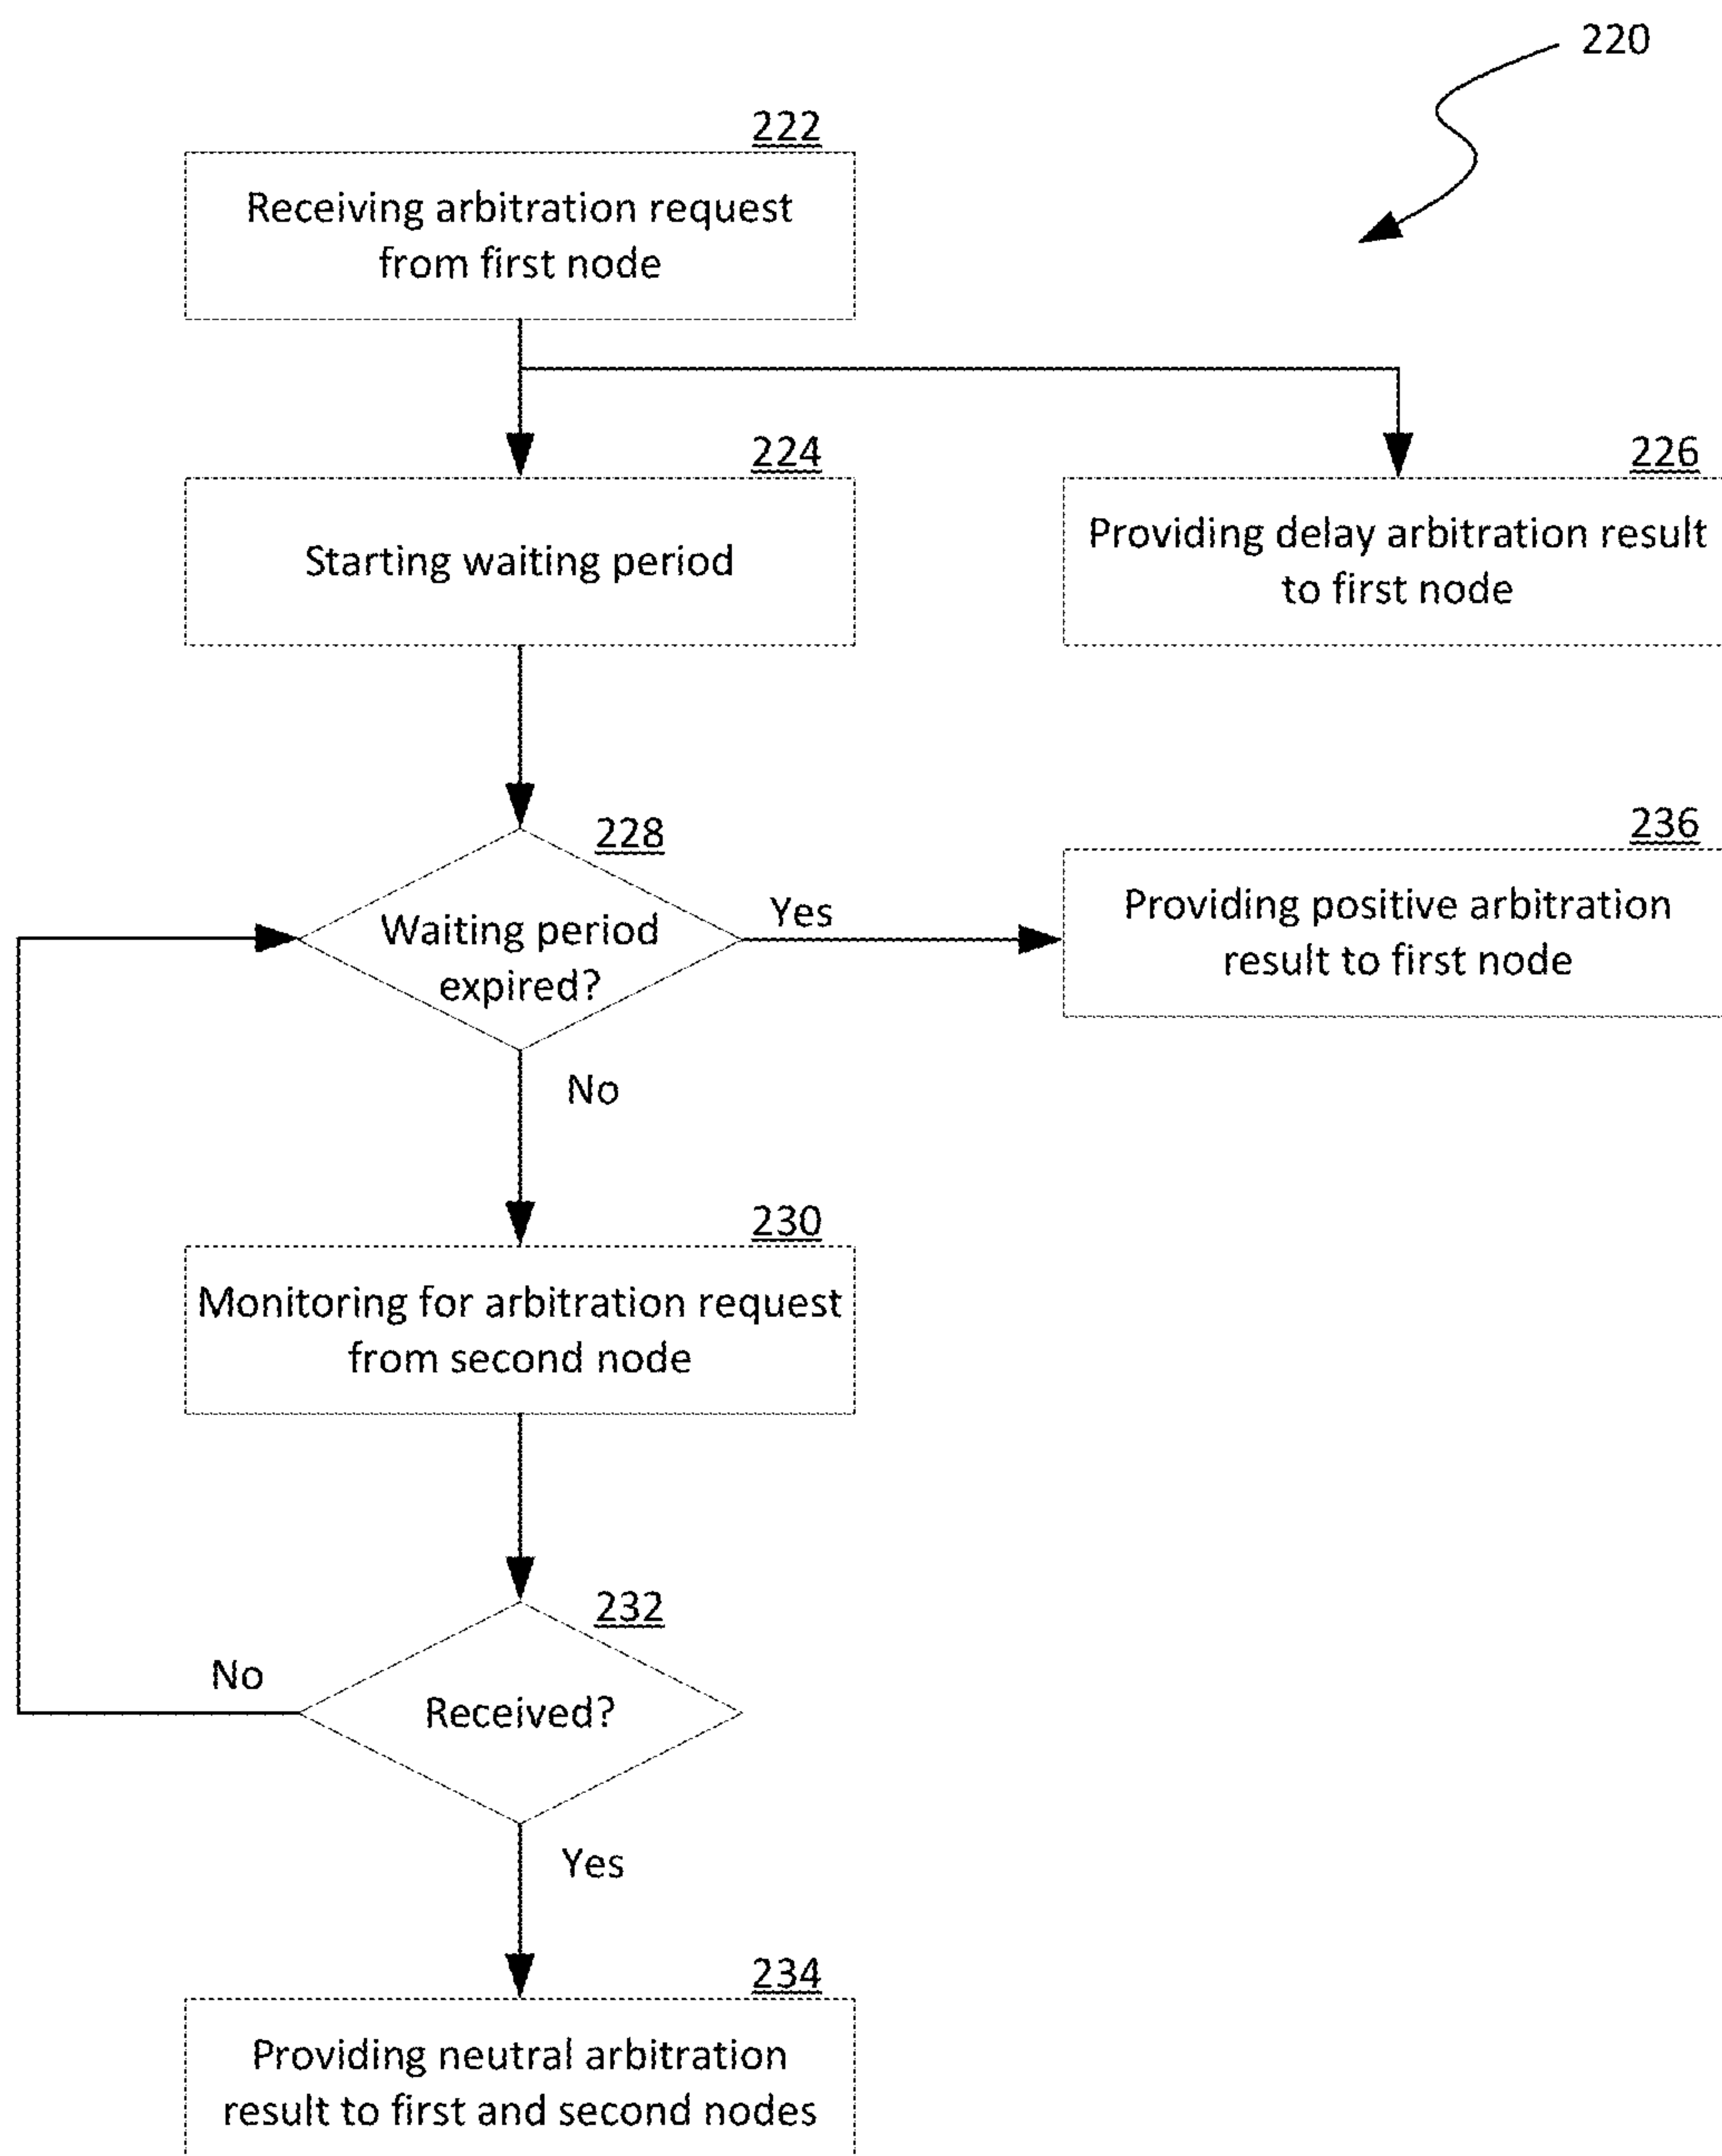 220
222
Receiving arbitration request
from first node
224
Starting waiting period
226
Providing delay arbitration result
to first node
228
Waiting period
expired?
Yes
236
Providing positive arbitration
result to first node
No
230
Monitoring for arbitration request
from second node
232
Received?
No
Yes
234
Providing neutral arbitration
result to first and second nodes